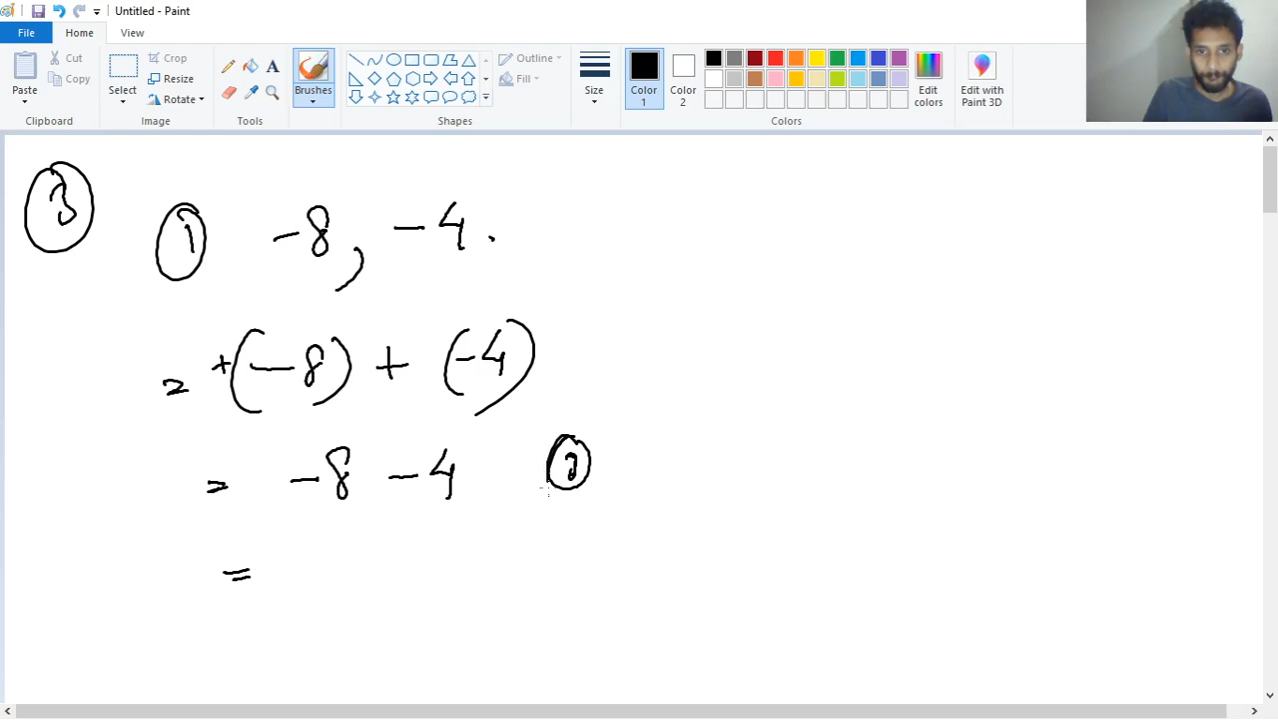 Untitled - Paint
File Home View
Paste
Cut
Copy
Clipboard
Select
Crop
Resize
Rotate
Image
A
Tools
Brushes
Outline
Fill
Shapes
Size
Color 1
Color 2
Edit colors
Edit with Paint 3D
Colors
3
1 -8, -4.
= +(-8) + (-4)
= -8 -4
=